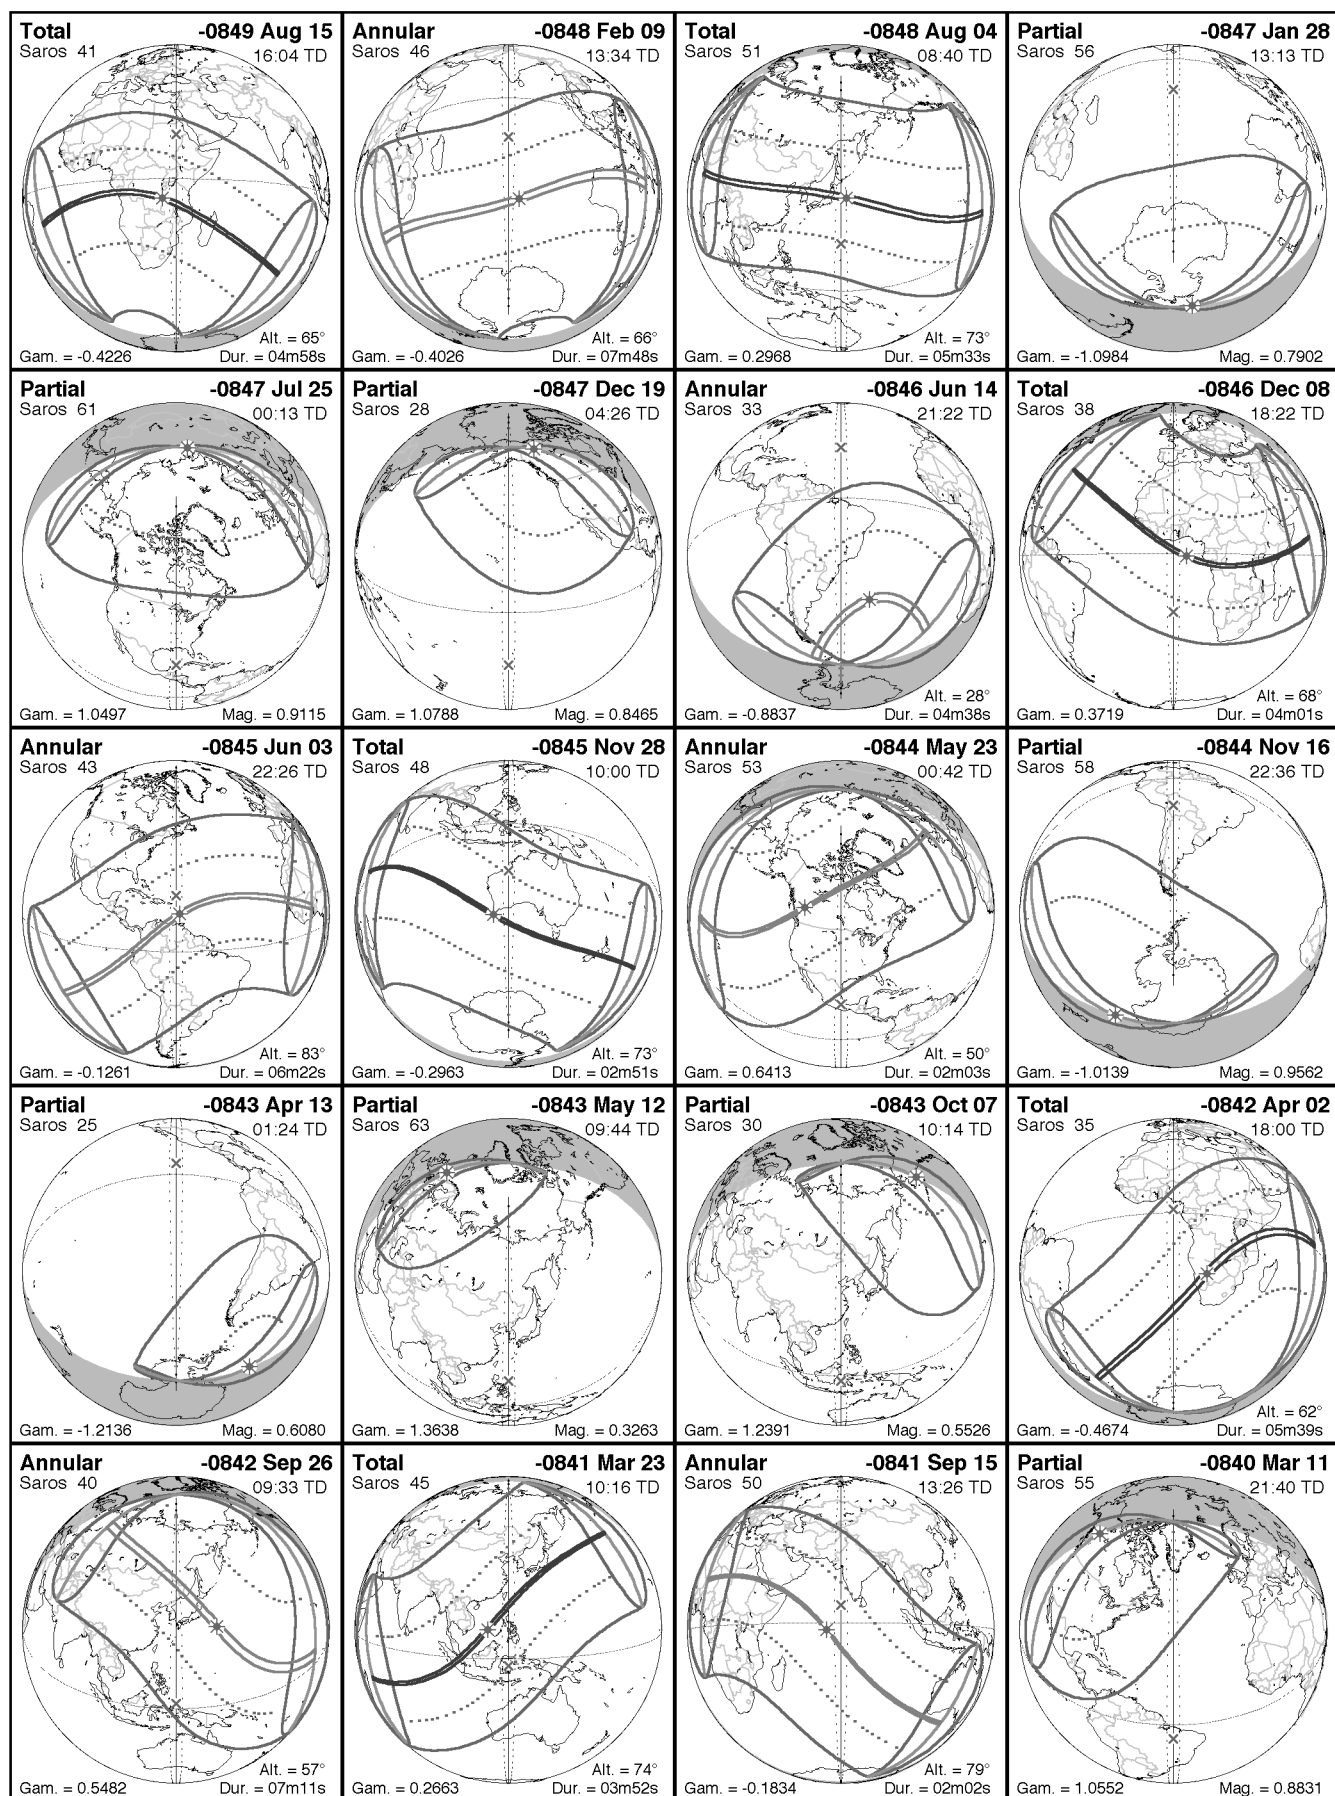 Total -0849 Aug 15
Saros 41 16:04 TD
Alt. = 65°
Gam. = -0.4226 Dur. = 04m58s
Annular -0848 Feb 09
Saros 46 13:34 TD
Alt. = 66°
Gam. = -0.4026 Dur. = 07m48s
Total -0848 Aug 04
Saros 51 08:40 TD
Alt. = 73°
Gam. = 0.2968 Dur. = 05m33s
Partial -0847 Jan 28
Saros 56 13:13 TD
Gam. = -1.0984 Mag. = 0.7902
Partial -0847 Jul 25
Saros 61 00:13 TD
Gam. = 1.0497 Mag. = 0.9115
Partial -0847 Dec 19
Saros 28 04:26 TD
Gam. = 1.0788 Mag. = 0.8465
Annular -0846 Jun 14
Saros 33 21:22 TD
Alt. = 28°
Gam. = -0.8837 Dur. = 04m38s
Total -0846 Dec 08
Saros 38 18:22 TD
Alt. = 68°
Gam. = 0.3719 Dur. = 04m01s
Annular -0845 Jun 03
Saros 43 22:26 TD
Alt. = 83°
Gam. = -0.1261 Dur. = 06m22s
Total -0845 Nov 28
Saros 48 10:00 TD
Alt. = 73°
Gam. = -0.2963 Dur. = 02m51s
Annular -0844 May 23
Saros 53 00:42 TD
Alt. = 50°
Gam. = 0.6413 Dur. = 02m03s
Partial -0844 Nov 16
Saros 58 22:36 TD
Gam. = -1.0139 Mag. = 0.9562
Partial -0843 Apr 13
Saros 25 01:24 TD
Gam. = -1.2136 Mag. = 0.6080
Partial -0843 May 12
Saros 63 09:44 TD
Gam. = 1.3638 Mag. = 0.3263
Partial -0843 Oct 07
Saros 30 10:14 TD
Gam. = 1.2391 Mag. = 0.5526
Total -0842 Apr 02
Saros 35 18:00 TD
Alt. = 62°
Gam. = -0.4674 Dur. = 05m39s
Annular -0842 Sep 26
Saros 40 09:33 TD
Alt. = 57°
Gam. = 0.5482 Dur. = 07m11s
Total -0841 Mar 23
Saros 45 10:16 TD
Alt. = 74°
Gam. = 0.2663 Dur. = 03m52s
Annular -0841 Sep 15
Saros 50 13:26 TD
Alt. = 79°
Gam. = -0.1834 Dur. = 02m02s
Partial -0840 Mar 11
Saros 55 21:40 TD
Gam. = 1.0552 Mag. = 0.8831